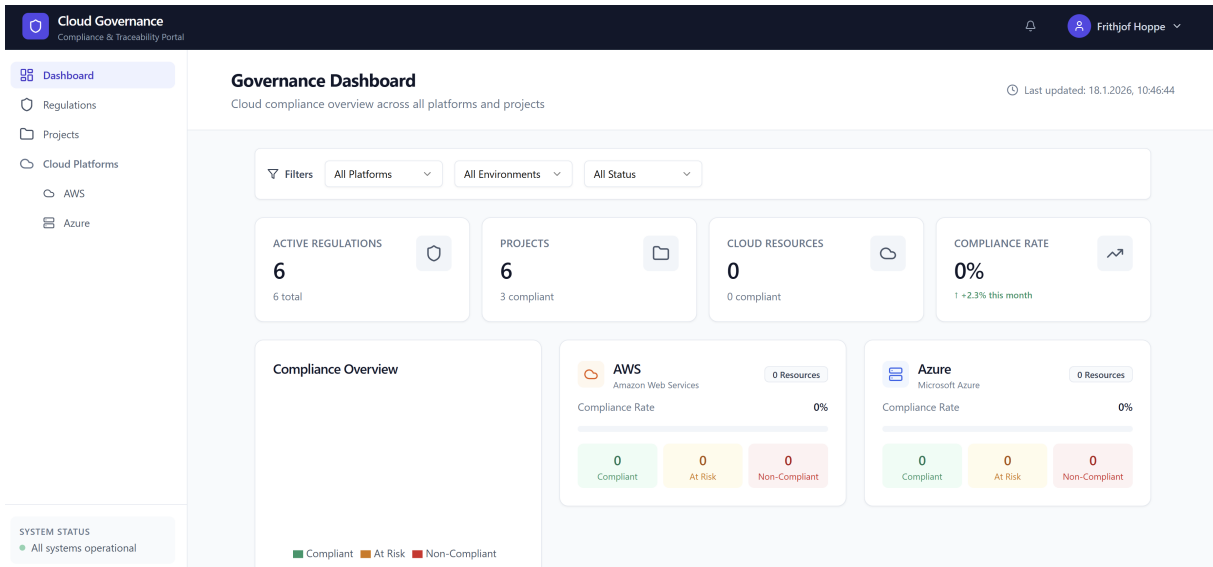 Cloud Governance
Compliance & Traceability Portal
Frithjof Hoppe
Dashboard
Regulations
Projects
Cloud Platforms
AWS
Azure
SYSTEM STATUS
All systems operational
Governance Dashboard
Cloud compliance overview across all platforms and projects
Last updated: 18.1.2026, 10:46:44
Filters
All Platforms
All Environments
All Status
ACTIVE REGULATIONS
6
6 total
PROJECTS
6
3 compliant
CLOUD RESOURCES
0
0 compliant
COMPLIANCE RATE
0%
↑ +2.3% this month
Compliance Overview
Compliant At Risk Non-Compliant
AWS
Amazon Web Services
0 Resources
Compliance Rate 0%
0 0 0
Compliant At Risk Non-Compliant
Azure
Microsoft Azure
0 Resources
Compliance Rate 0%
0 0 0
Compliant At Risk Non-Compliant